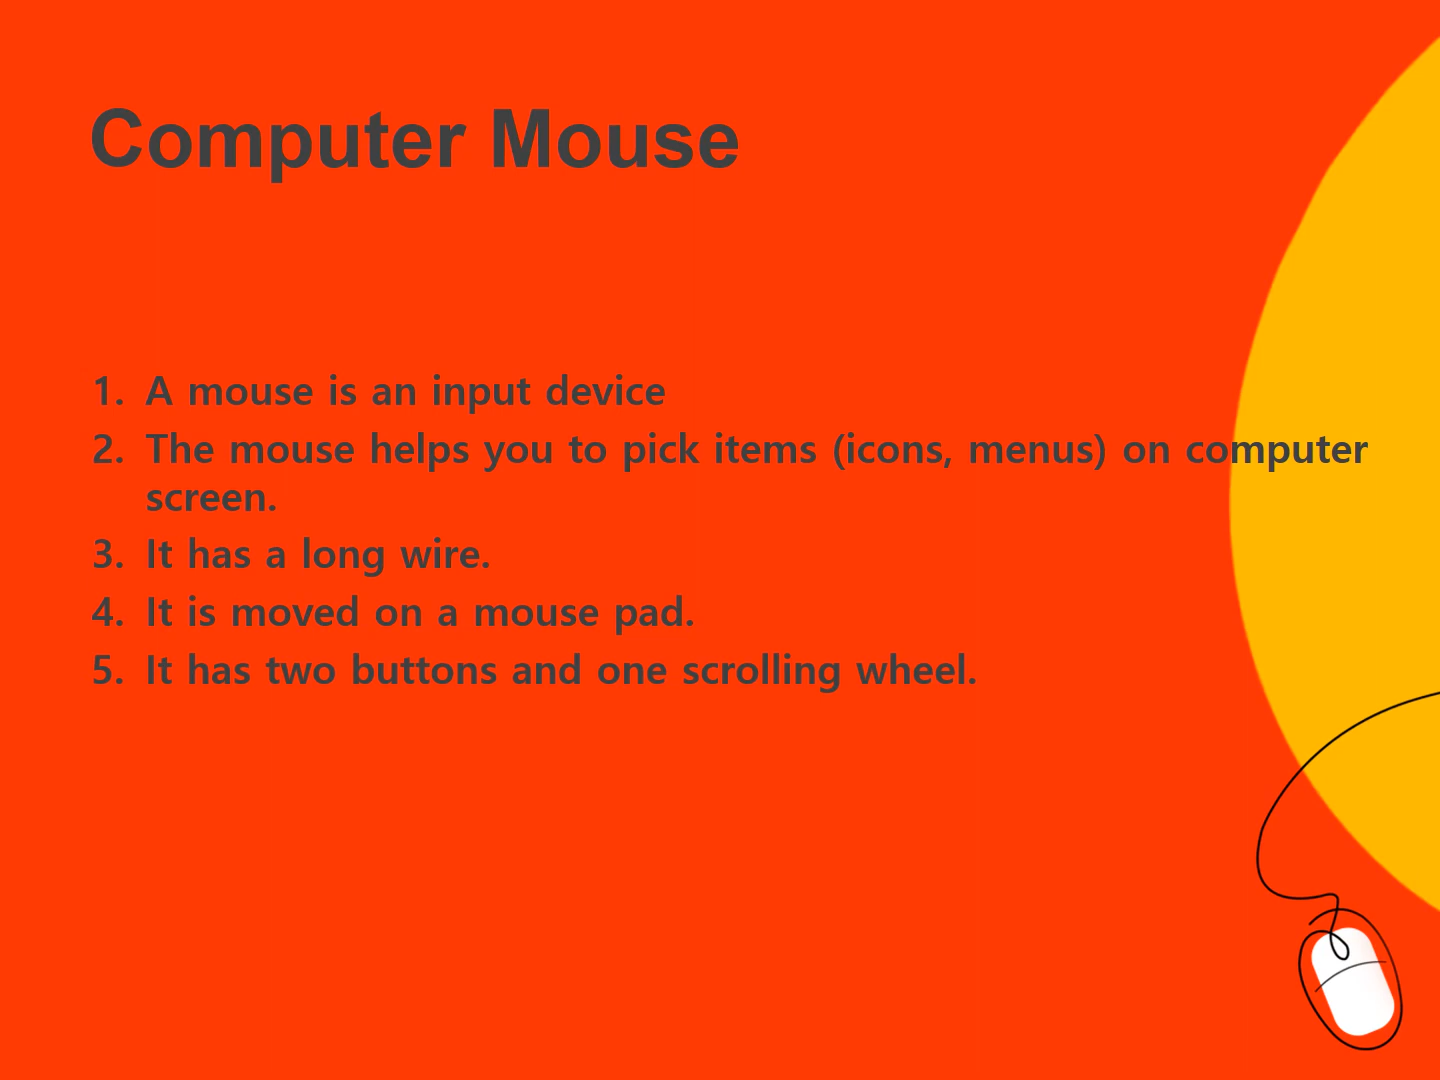 Computer Mouse
1. A mouse is an input device
2. The mouse helps you to pick items (icons, menus) on computer
screen.
3. It has a long wire.
4. It is moved on a mouse pad.
5. It has two buttons and one scrolling wheel.